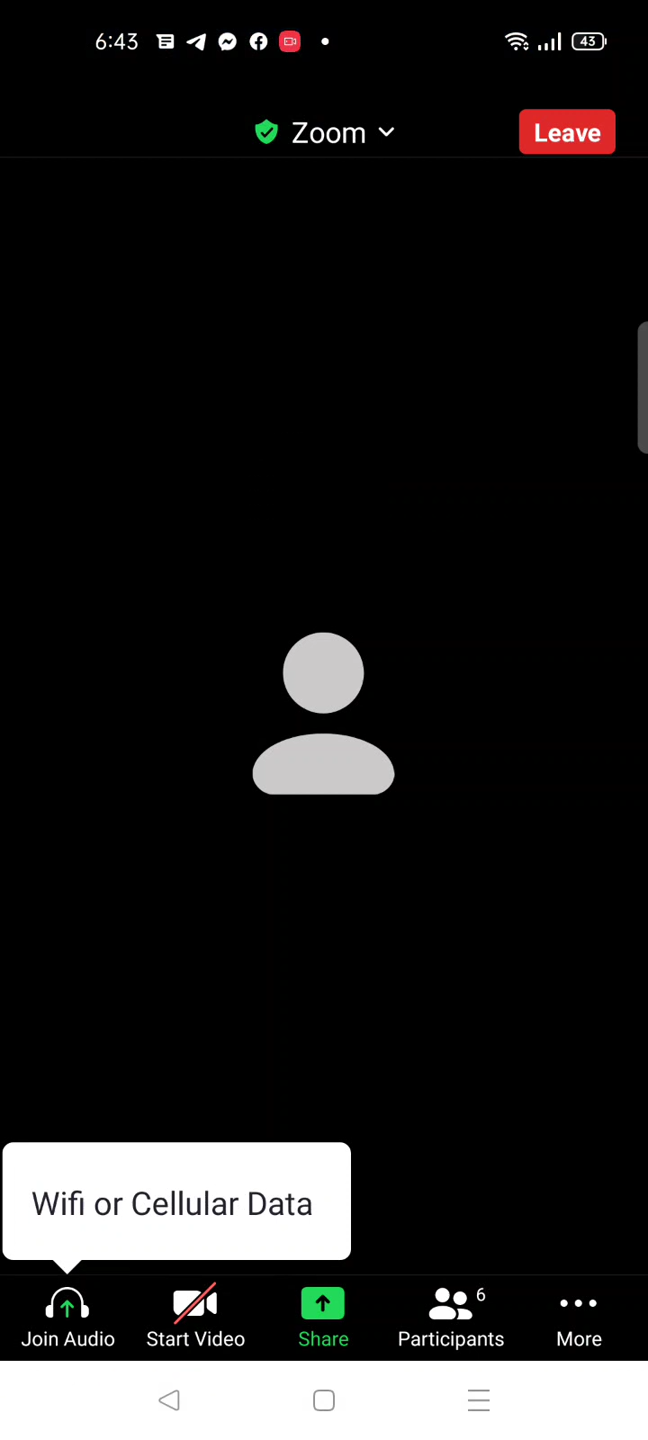 6:43
43
Zoom
Leave
Wifi or Cellular Data
6
Join Audio
Start Video
Share
Participants
More